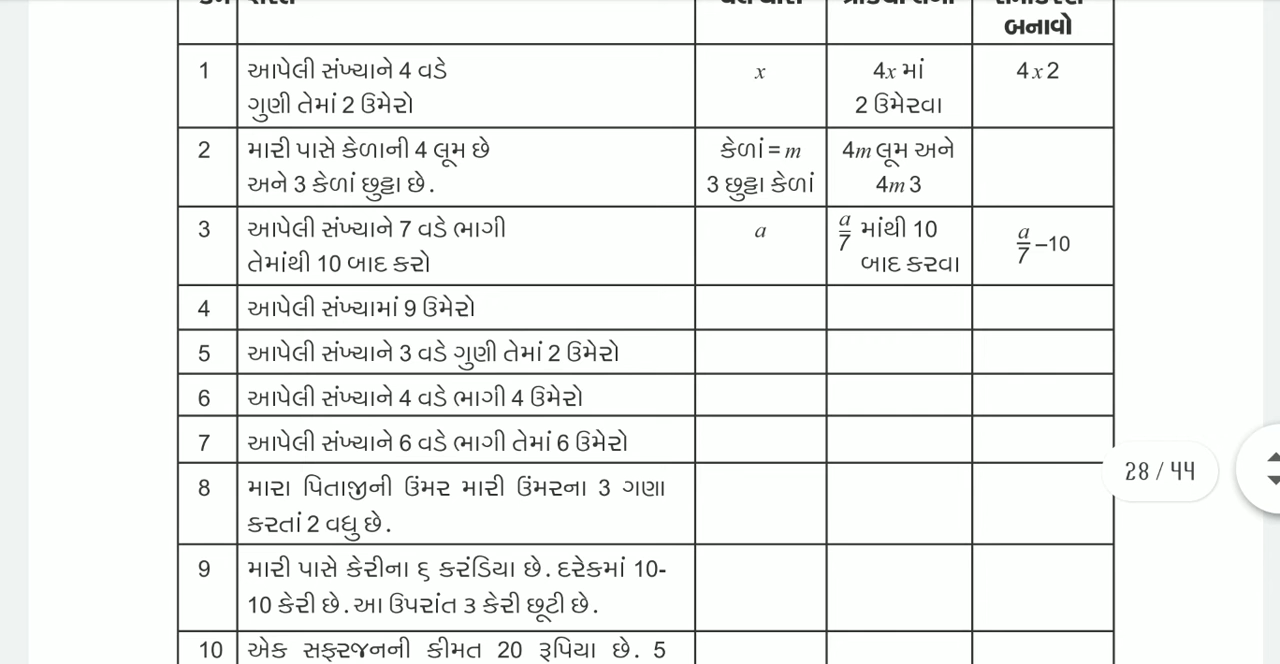 બનાવો
1 આપેલી સંખ્યાને 4 વડે x 4x માં 4x2
ગુણી તેમાં 2 ઉમેરો 2 ઉમેરવા
2 મારી પાસે કેળાની 4 લૂમ છે કેળાં = m 4m લૂમ અને
અને 3 કેળાં છુટ્ટા છે. 3 છુટ્ટા કેળાં 4m 3
3 આપેલી સંખ્યાને 7 વડે ભાગી a a/7 માંથી 10 a/7 –10
તેમાંથી 10 બાદ કરો બાદ કરવા
4 આપેલી સંખ્યામાં 9 ઉમેરો
5 આપેલી સંખ્યાને 3 વડે ગુણી તેમાં 2 ઉમેરો
6 આપેલી સંખ્યાને 4 વડે ભાગી 4 ઉમેરો
7 આપેલી સંખ્યાને 6 વડે ભાગી તેમાં 6 ઉમેરો
28 / 44
8 મારા પિતાજીની ઉંમર મારી ઉંમરના 3 ગણા
કરતાં 2 વધુ છે.
9 મારી પાસે કેરીના ૬ કરંડિયા છે. દરેકમાં 10-
10 કેરી છે. આ ઉપરાંત 3 કેરી છૂટી છે.
10 એક સફરજનની કીમત 20 રૂપિયા છે. 5